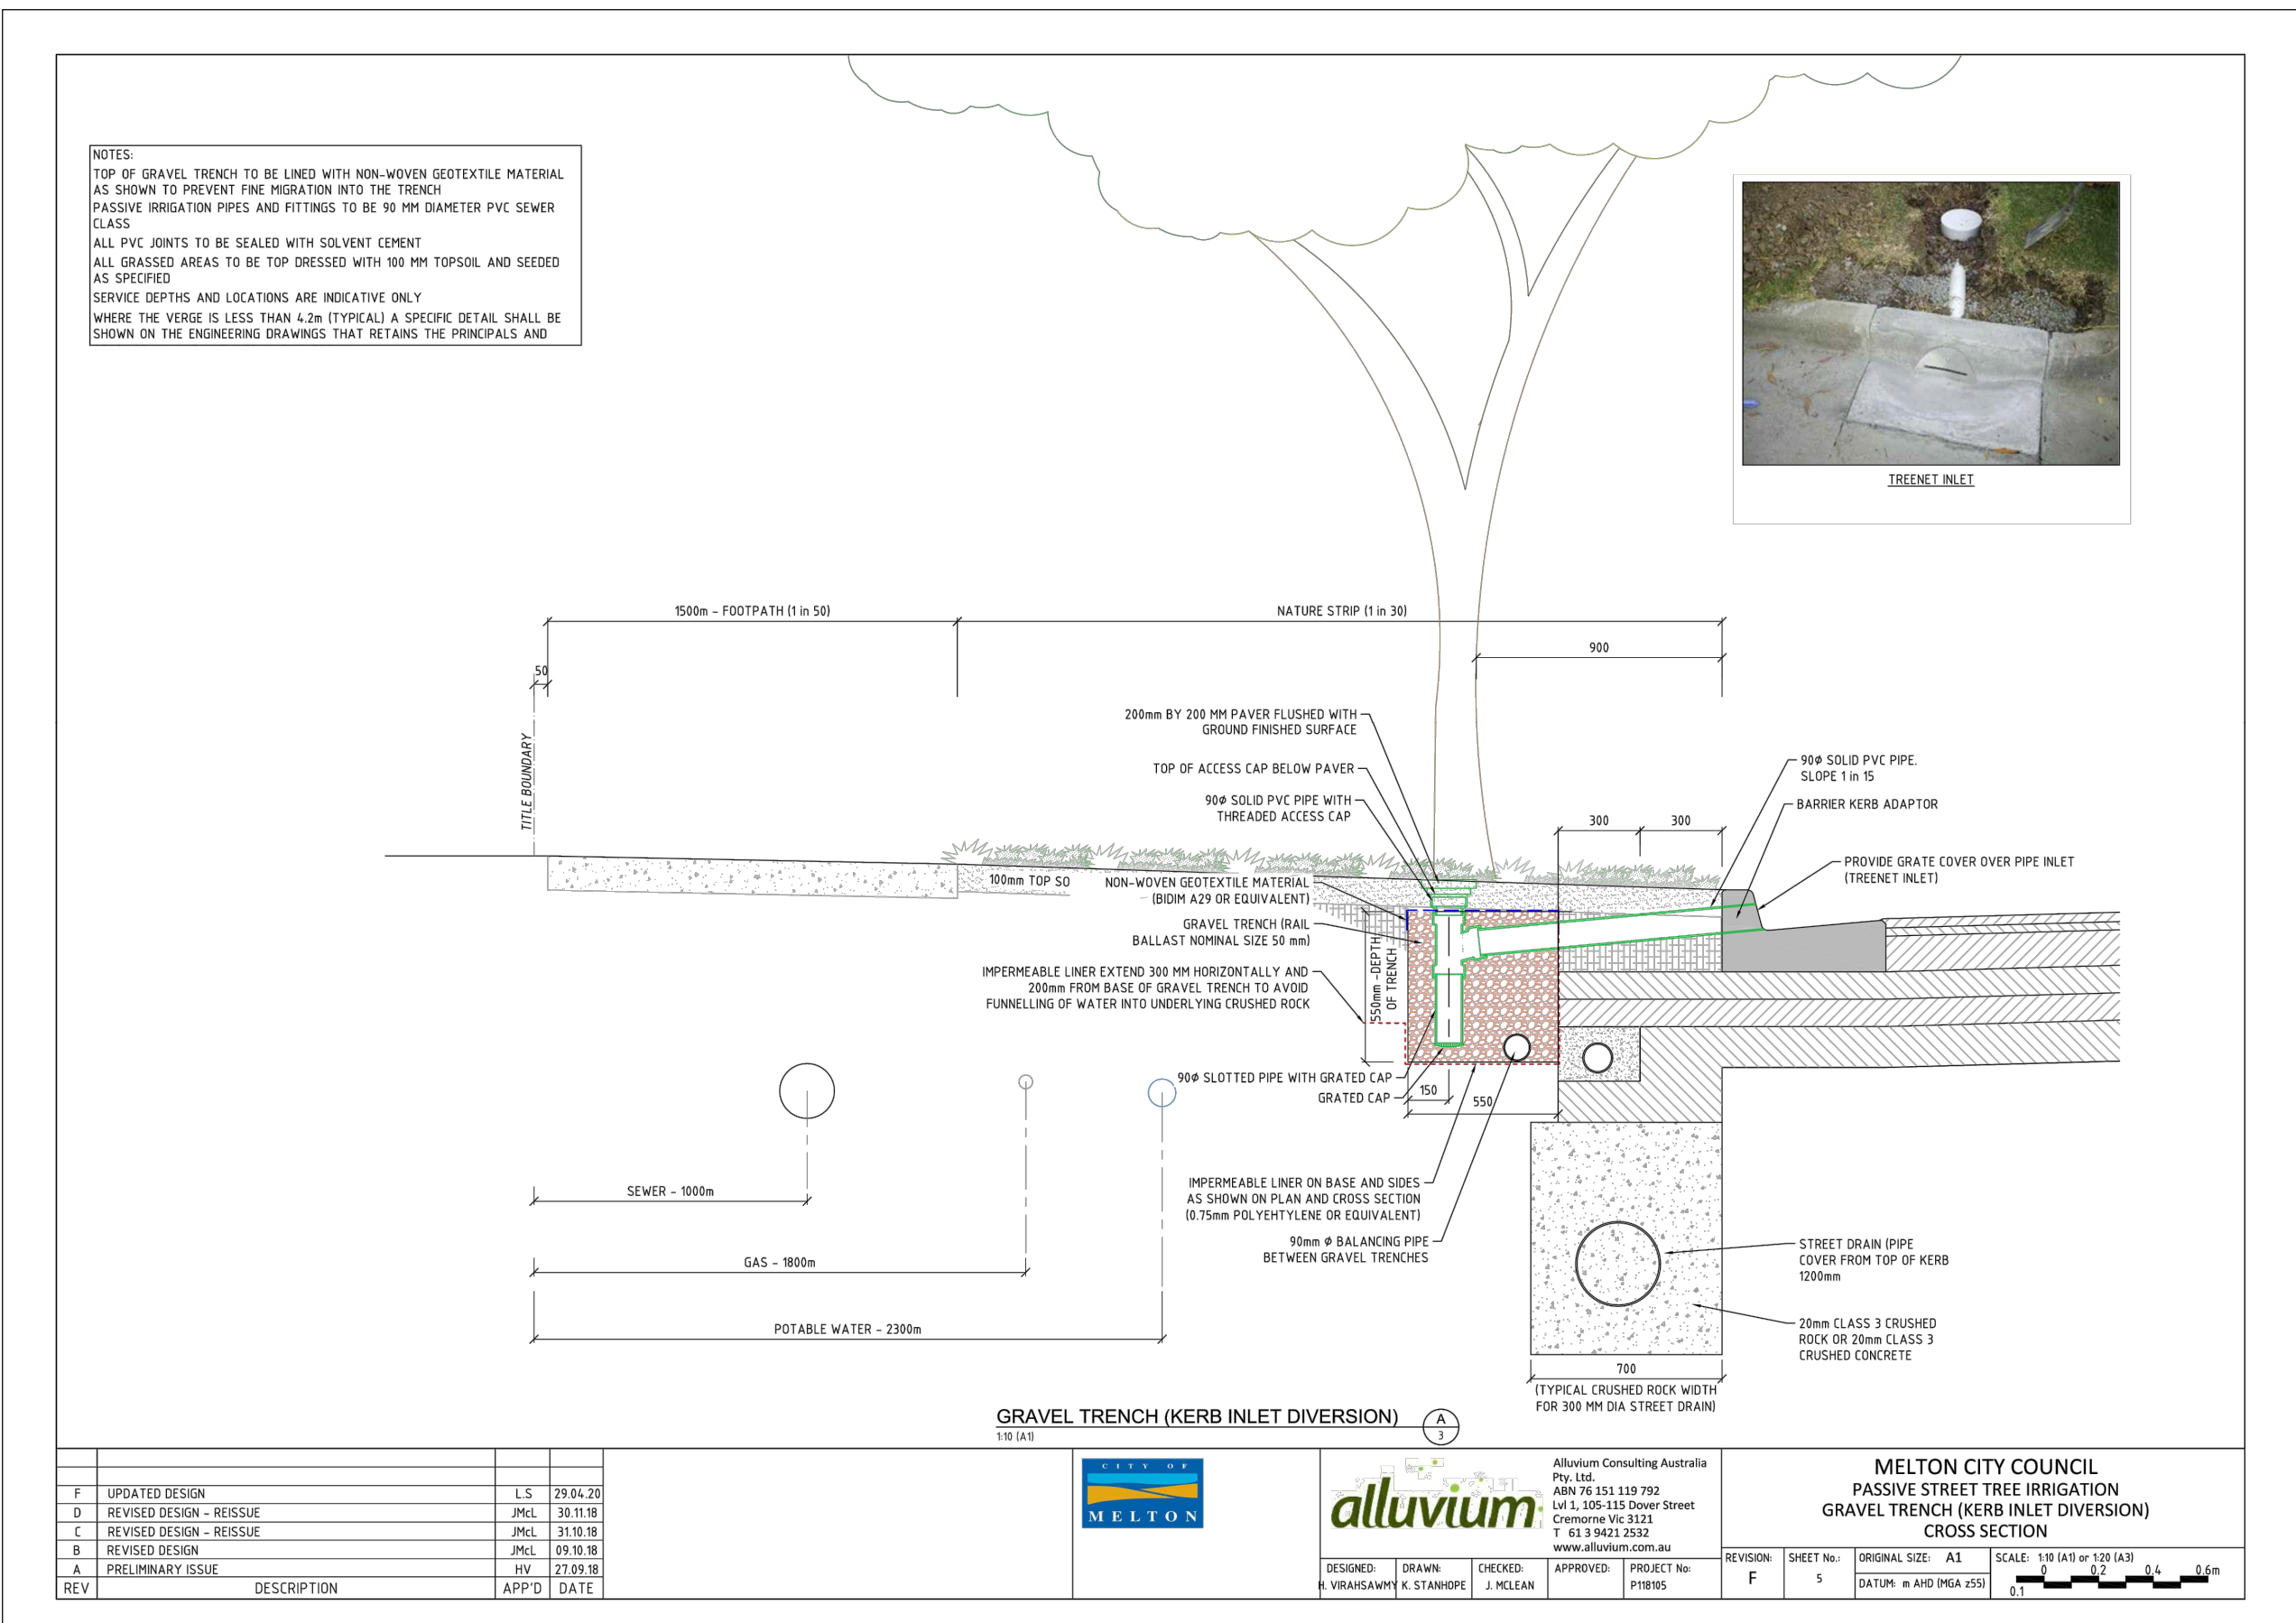 NOTES:
TOP OF GRAVEL TRENCH TO BE LINED WITH NON-WOVEN GEOTEXTILE MATERIAL
AS SHOWN TO PREVENT FINE MIGRATION INTO THE TRENCH
PASSIVE IRRIGATION PIPES AND FITTINGS TO BE 90 MM DIAMETER PVC SEWER
CLASS
ALL PVC JOINTS TO BE SEALED WITH SOLVENT CEMENT
ALL GRASSED AREAS TO BE TOP DRESSED WITH 100 MM TOPSOIL AND SEEDED
AS SPECIFIED
SERVICE DEPTHS AND LOCATIONS ARE INDICATIVE ONLY
WHERE THE VERGE IS LESS THAN 4.2m (TYPICAL) A SPECIFIC DETAIL SHALL BE
SHOWN ON THE ENGINEERING DRAWINGS THAT RETAINS THE PRINCIPALS AND
TREENET INLET
1500m - FOOTPATH (1 in 50)
NATURE STRIP (1 in 30)
900
50
TITLE BOUNDARY
200mm BY 200 MM PAVER FLUSHED WITH
GROUND FINISHED SURFACE
TOP OF ACCESS CAP BELOW PAVER
90Ø SOLID PVC PIPE WITH
THREADED ACCESS CAP
90Ø SOLID PVC PIPE.
SLOPE 1 in 15
BARRIER KERB ADAPTOR
300
300
PROVIDE GRATE COVER OVER PIPE INLET
(TREENET INLET)
100mm TOP SO
NON-WOVEN GEOTEXTILE MATERIAL
(BIDIM A29 OR EQUIVALENT)
GRAVEL TRENCH (RAIL
BALLAST NOMINAL SIZE 50 mm)
IMPERMEABLE LINER EXTEND 300 MM HORIZONTALLY AND
200mm FROM BASE OF GRAVEL TRENCH TO AVOID
FUNNELLING OF WATER INTO UNDERLYING CRUSHED ROCK
550mm -DEPTH
OF TRENCH
90Ø SLOTTED PIPE WITH GRATED CAP
GRATED CAP
150
550
SEWER - 1000m
GAS - 1800m
POTABLE WATER - 2300m
IMPERMEABLE LINER ON BASE AND SIDES
AS SHOWN ON PLAN AND CROSS SECTION
(0.75mm POLYEHTYLENE OR EQUIVALENT)
90mm Ø BALANCING PIPE
BETWEEN GRAVEL TRENCHES
STREET DRAIN (PIPE
COVER FROM TOP OF KERB
1200mm
20mm CLASS 3 CRUSHED
ROCK OR 20mm CLASS 3
CRUSHED CONCRETE
700
(TYPICAL CRUSHED ROCK WIDTH
FOR 300 MM DIA STREET DRAIN)
GRAVEL TRENCH (KERB INLET DIVERSION)
1:10 (A1)
A
3
F UPDATED DESIGN L.S 29.04.20
D REVISED DESIGN - REISSUE JMcL 30.11.18
C REVISED DESIGN - REISSUE JMcL 31.10.18
B REVISED DESIGN JMcL 09.10.18
A PRELIMINARY ISSUE HV 27.09.18
REV DESCRIPTION APP'D DATE
CITY OF
MELTON
alluvium
Alluvium Consulting Australia
Pty. Ltd.
ABN 76 151 119 792
Lvl 1, 105-115 Dover Street
Cremorne Vic 3121
T 61 3 9421 2532
www.alluvium.com.au
DESIGNED: DRAWN: CHECKED: APPROVED: PROJECT No:
H. VIRAHSAWMY K. STANHOPE J. MCLEAN P118105
MELTON CITY COUNCIL
PASSIVE STREET TREE IRRIGATION
GRAVEL TRENCH (KERB INLET DIVERSION)
CROSS SECTION
REVISION: SHEET No.: ORIGINAL SIZE: A1 SCALE: 1:10 (A1) or 1:20 (A3)
F 5 DATUM: m AHD (MGA z55)
0 0.2 0.4 0.6m
0.1